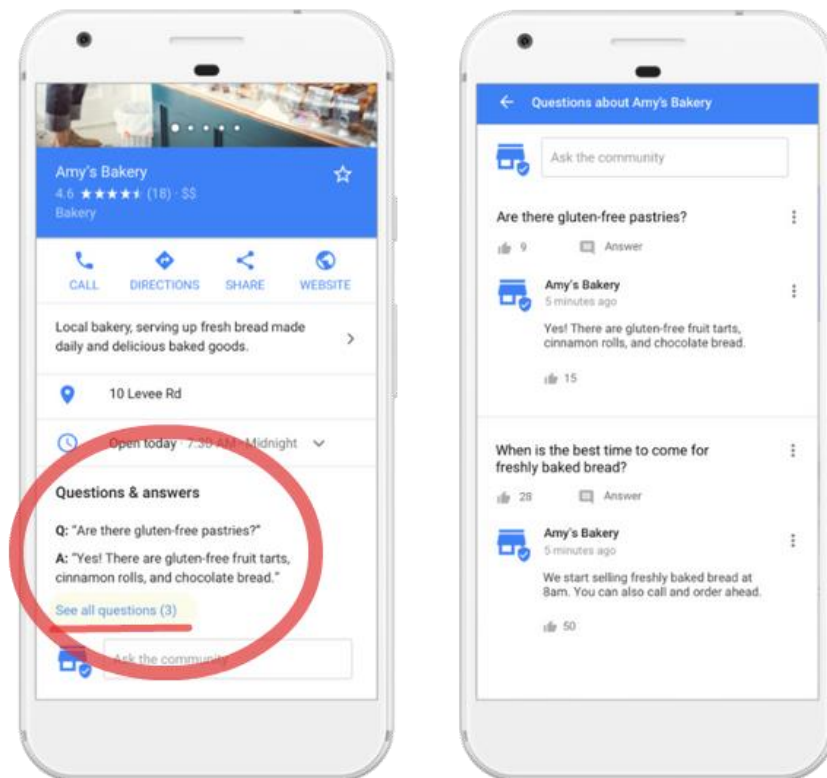 Amy's Bakery
4.6 ★★★★★ (18) · $$
Bakery
CALL DIRECTIONS SHARE WEBSITE
Local bakery, serving up fresh bread made
daily and delicious baked goods.
10 Levee Rd
Open today · 7:30 AM - Midnight
Questions & answers
Q: "Are there gluten-free pastries?"
A: "Yes! There are gluten-free fruit tarts,
cinnamon rolls, and chocolate bread."
See all questions (3)
Ask the community
Questions about Amy's Bakery
Ask the community
Are there gluten-free pastries?
9 Answer
Amy's Bakery
5 minutes ago
Yes! There are gluten-free fruit tarts,
cinnamon rolls, and chocolate bread.
15
When is the best time to come for
freshly baked bread?
28 Answer
Amy's Bakery
5 minutes ago
We start selling freshly baked bread at
8am. You can also call and order ahead.
50